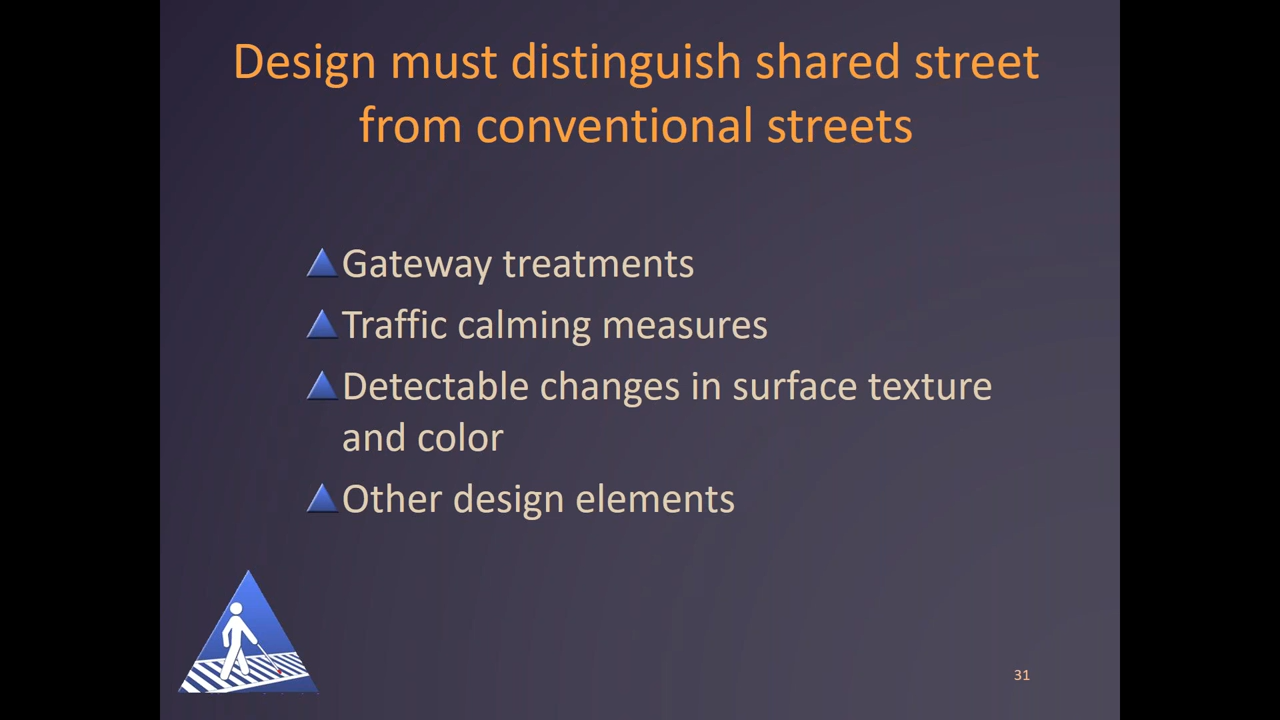 Design must distinguish shared street
from conventional streets
Gateway treatments
Traffic calming measures
Detectable changes in surface texture
and color
Other design elements
31